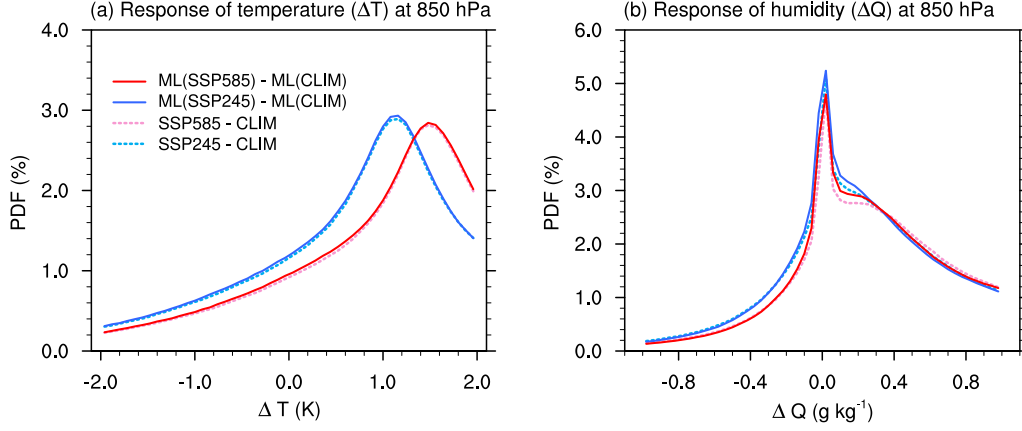 (a) Response of temperature (ΔT) at 850 hPa
4.0
3.0
2.0
1.0
0.0
PDF (%)
ML(SSP585) - ML(CLIM)
ML(SSP245) - ML(CLIM)
SSP585 - CLIM
SSP245 - CLIM
-2.0 -1.0 0.0 1.0 2.0
Δ T (K)
(b) Response of humidity (ΔQ) at 850 hPa
6.0
5.0
4.0
3.0
2.0
1.0
0.0
PDF (%)
-0.8 -0.4 0.0 0.4 0.8
Δ Q (g kg⁻¹)